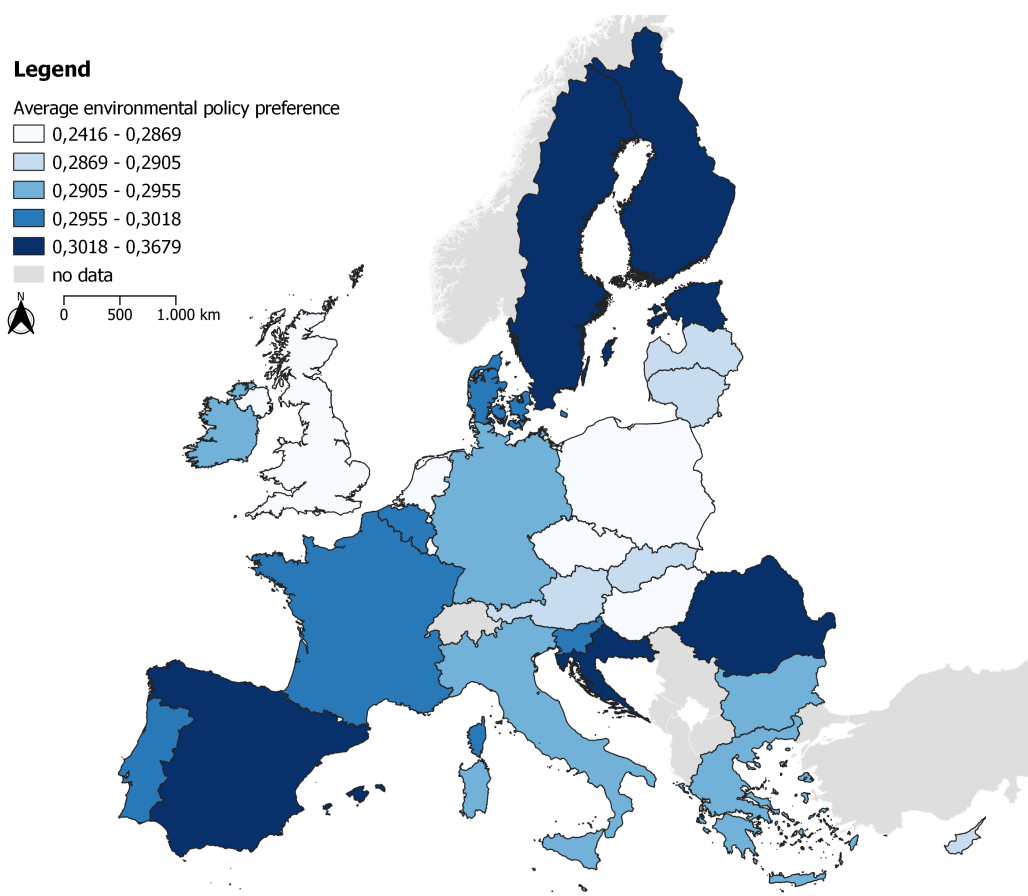 Legend
Average environmental policy preference
0,2416 - 0,2869
0,2869 - 0,2905
0,2905 - 0,2955
0,2955 - 0,3018
0,3018 - 0,3679
no data
N
0 500 1.000 km